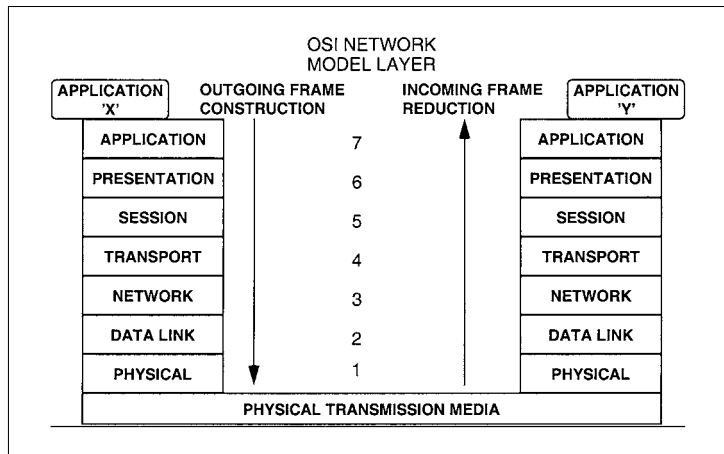 OSI NETWORK
MODEL LAYER
APPLICATION
'X'
OUTGOING FRAME
CONSTRUCTION
INCOMING FRAME
REDUCTION
APPLICATION
'Y'
APPLICATION 7 APPLICATION
PRESENTATION 6 PRESENTATION
SESSION 5 SESSION
TRANSPORT 4 TRANSPORT
NETWORK 3 NETWORK
DATA LINK 2 DATA LINK
PHYSICAL 1 PHYSICAL
PHYSICAL TRANSMISSION MEDIA